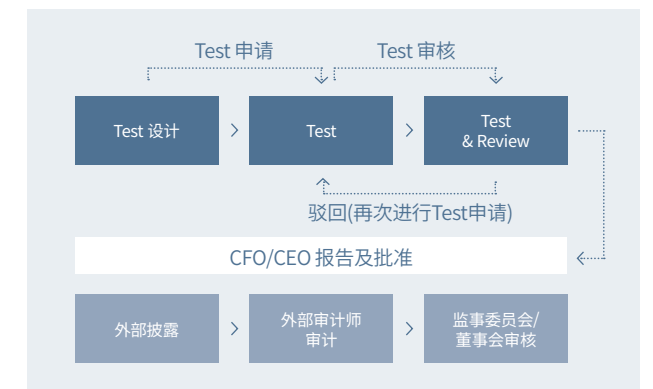 Test 申请
Test 审核
Test 设计
Test
Test
& Review
驳回(再次进行Test申请)
CFO/CEO 报告及批准
外部披露
外部审计师
审计
监事委员会/
董事会审核